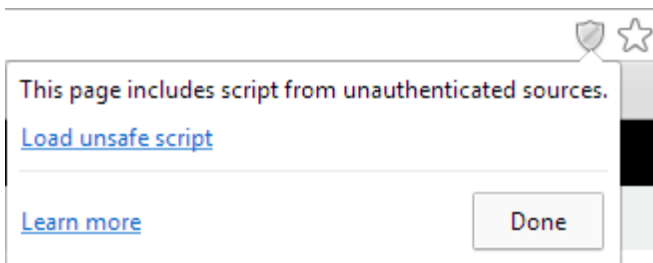 This page includes script from unauthenticated sources.
Load unsafe script
Learn more
Done